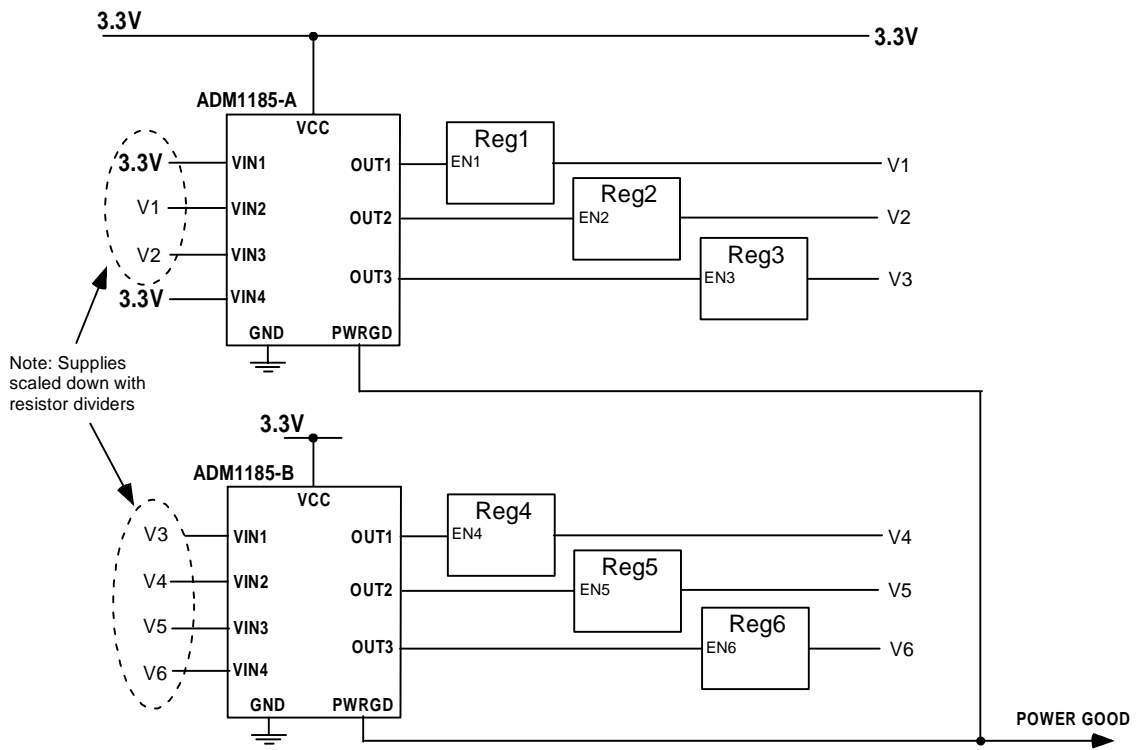 3.3V
3.3V
ADM1185-A
VCC
3.3V
VIN1
OUT1
Reg1
EN1
V1
V1
VIN2
OUT2
Reg2
EN2
V2
V2
VIN3
OUT3
Reg3
EN3
V3
3.3V
VIN4
GND
PWRGD
Note: Supplies
scaled down with
resistor dividers
3.3V
ADM1185-B
VCC
V3
VIN1
OUT1
Reg4
EN4
V4
V4
VIN2
OUT2
Reg5
EN5
V5
V5
VIN3
OUT3
Reg6
EN6
V6
V6
VIN4
GND
PWRGD
POWER GOOD